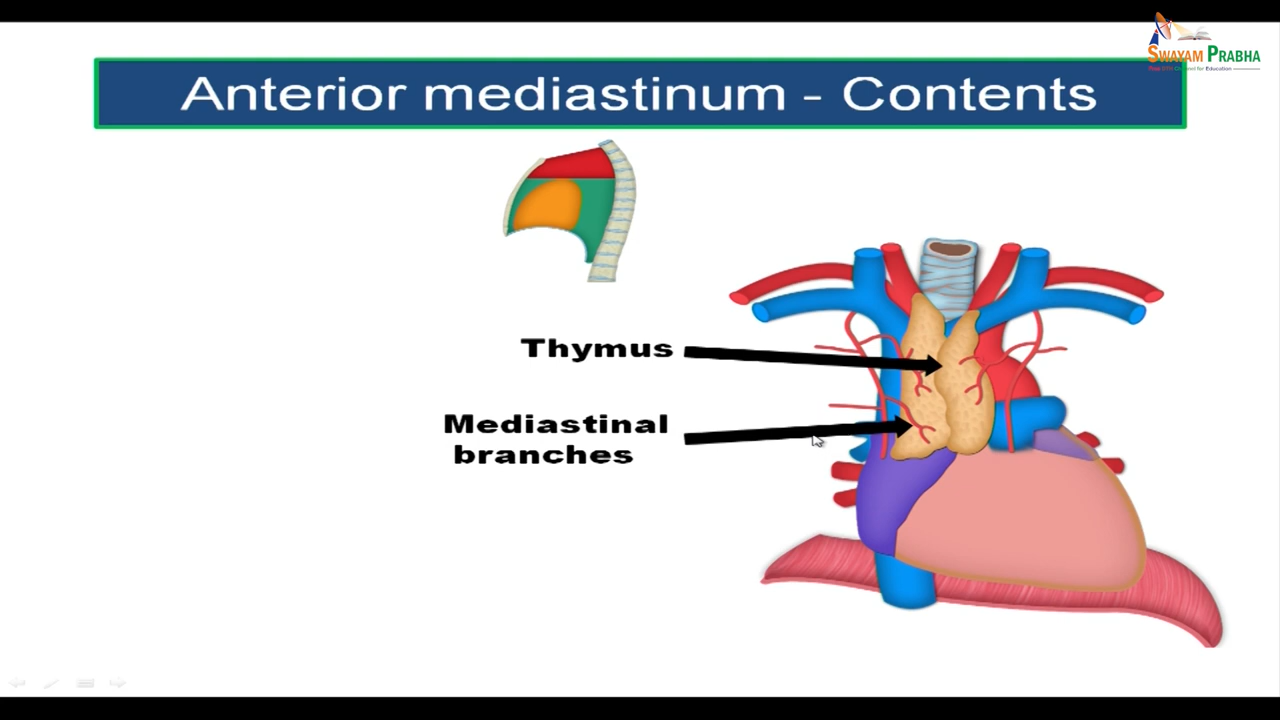 SWAYAM PRABHA
Anterior mediastinum - Contents
Thymus
Mediastinal
branches